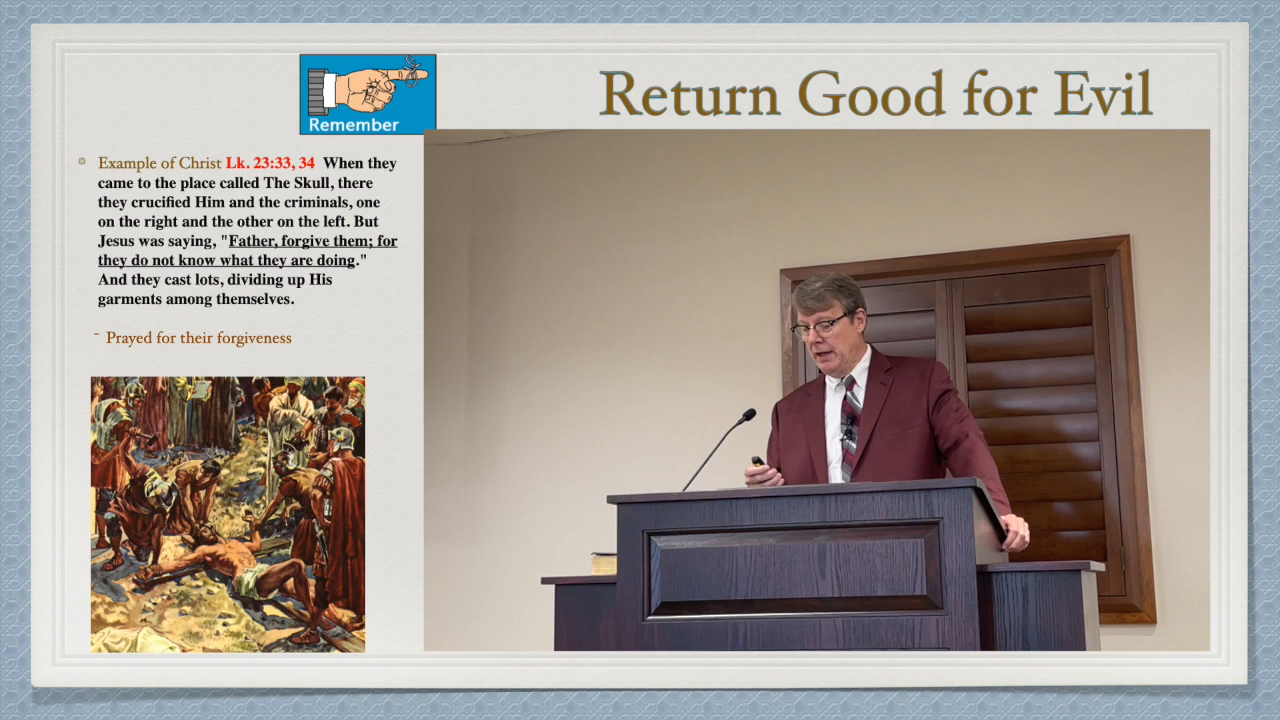 Remember
Return Good for Evil
Example of Christ Lk. 23:33, 34 When they
came to the place called The Skull, there
they crucified Him and the criminals, one
on the right and the other on the left. But
Jesus was saying, "Father, forgive them; for
they do not know what they are doing."
And they cast lots, dividing up His
garments among themselves.
- Prayed for their forgiveness